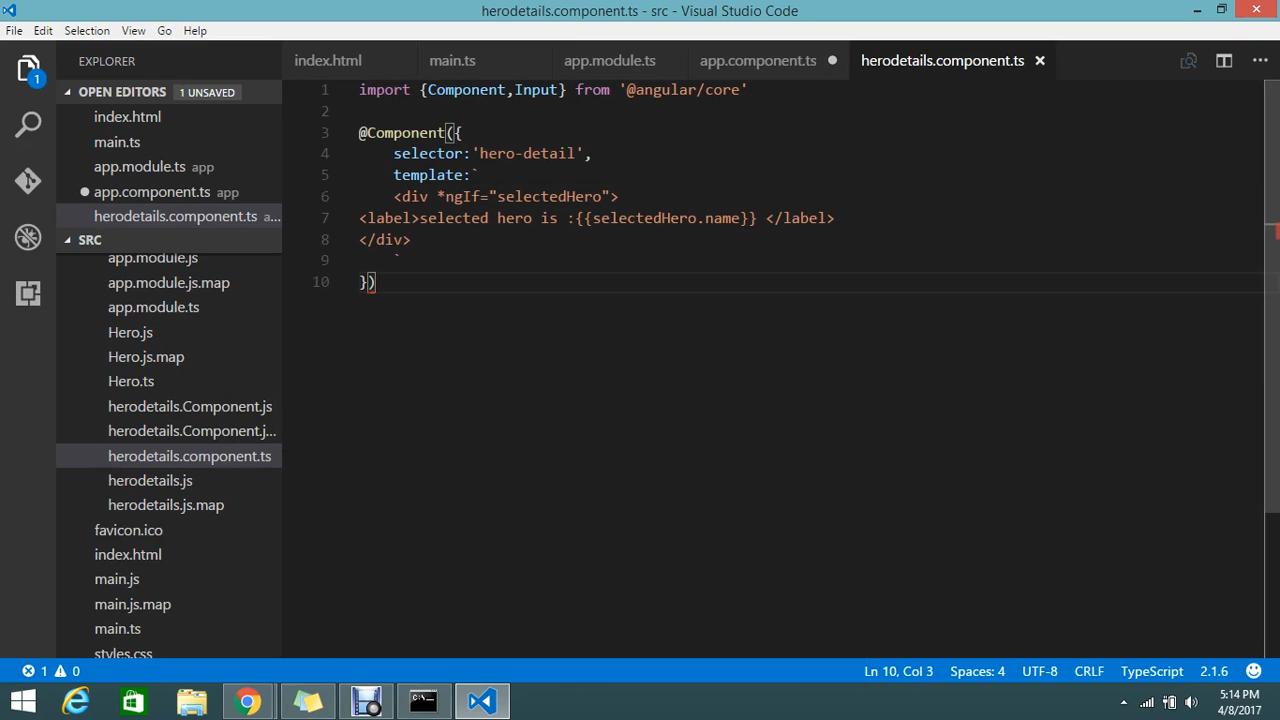 herodetails.component.ts - src - Visual Studio Code
File Edit Selection View Go Help
EXPLORER
index.html main.ts app.module.ts app.component.ts herodetails.component.ts
OPEN EDITORS 1 UNSAVED
index.html
main.ts
app.module.ts app
app.component.ts app
herodetails.component.ts a...
SRC
app.module.js
app.module.js.map
app.module.ts
Hero.js
Hero.js.map
Hero.ts
herodetails.Component.js
herodetails.Component.j...
herodetails.component.ts
herodetails.js
herodetails.js.map
favicon.ico
index.html
main.js
main.js.map
main.ts
styles.css
1
1 import {Component,Input} from '@angular/core'
2
3 @Component({
4 selector:'hero-detail',
5 template:`
6 <div *ngIf="selectedHero">
7 <label>selected hero is :{{selectedHero.name}} </label>
8 </div>
9 `
10 })
1 0
Ln 10, Col 3 Spaces: 4 UTF-8 CRLF TypeScript 2.1.6
5:14 PM
4/8/2017